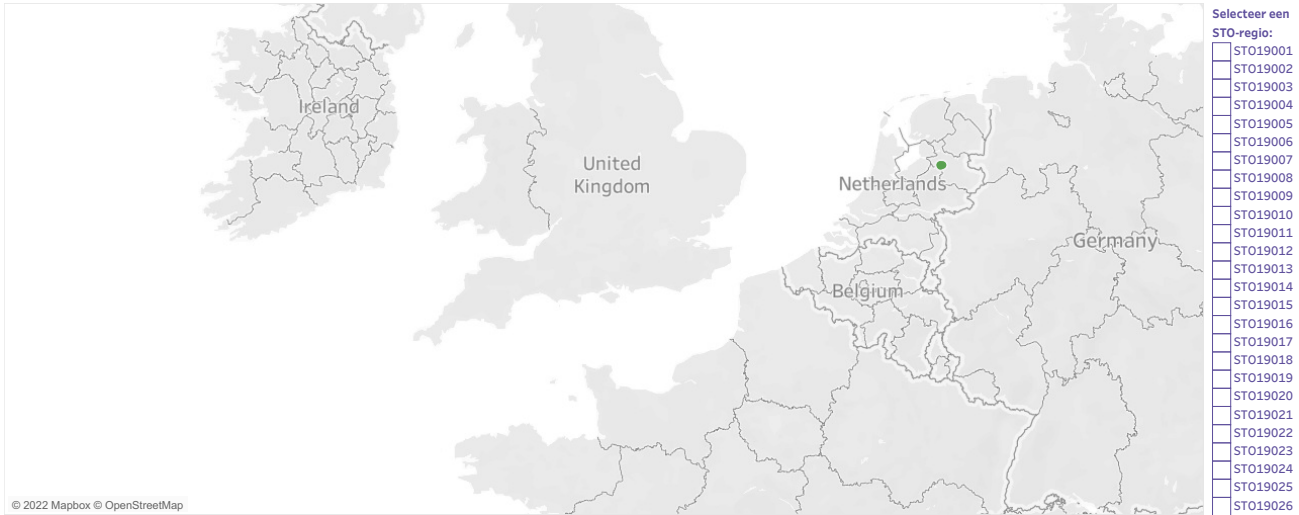 Ireland
United
Kingdom
Netherlands
Germany
Belgium
© 2022 Mapbox © OpenStreetMap
Selecteer een
STO-regio:
STO19001
STO19002
STO19003
STO19004
STO19005
STO19006
STO19007
STO19008
STO19009
STO19010
STO19011
STO19012
STO19013
STO19014
STO19015
STO19016
STO19017
STO19018
STO19019
STO19020
STO19021
STO19022
STO19023
STO19024
STO19025
STO19026